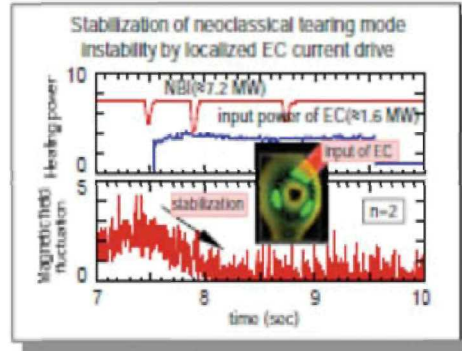 Stabilization of neoclassical tearing mode
instability by localized EC current drive
10
NBI(≈7.2 MW)
input power of EC(≈1.6 MW)
Heating power
input of EC
0
5
Magnetic field
fluctuation
stabilization
n=2
0
7 8 9 10
time (sec)